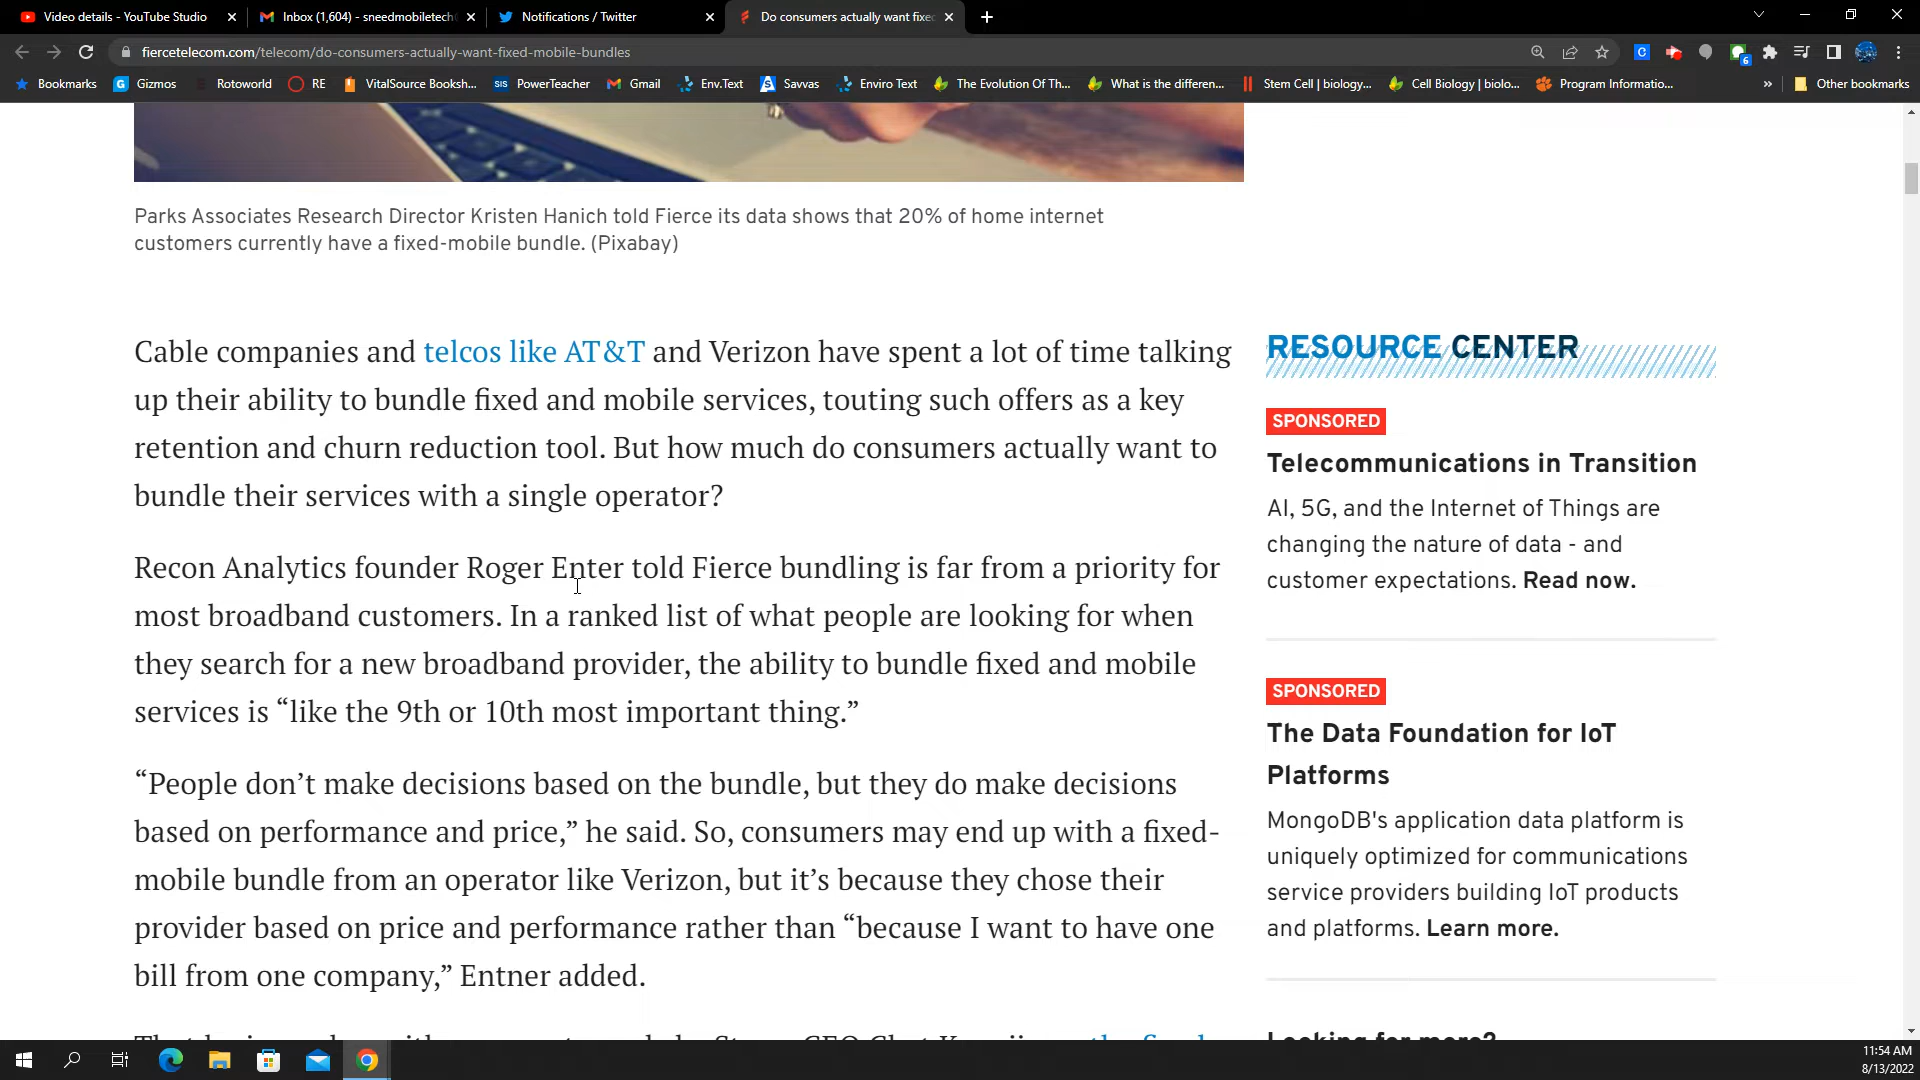 Video details - YouTube Studio
Inbox (1,604) - sneedmobiletech
Notifications / Twitter
Do consumers actually want fixe
fiercetelecom.com/telecom/do-consumers-actually-want-fixed-mobile-bundles
Bookmarks
Gizmos
Rotoworld
RE
VitalSource Booksh...
SIS PowerTeacher
Gmail
Env.Text
Savvas
Enviro Text
The Evolution Of Th...
What is the differen...
Stem Cell | biology...
Cell Biology | biolo...
Program Informatio...
Other bookmarks
Parks Associates Research Director Kristen Hanich told Fierce its data shows that 20% of home internet
customers currently have a fixed-mobile bundle. (Pixabay)
Cable companies and telcos like AT&T and Verizon have spent a lot of time talking
up their ability to bundle fixed and mobile services, touting such offers as a key
retention and churn reduction tool. But how much do consumers actually want to
bundle their services with a single operator?
Recon Analytics founder Roger Enter told Fierce bundling is far from a priority for
most broadband customers. In a ranked list of what people are looking for when
they search for a new broadband provider, the ability to bundle fixed and mobile
services is “like the 9th or 10th most important thing.”
“People don’t make decisions based on the bundle, but they do make decisions
based on performance and price,” he said. So, consumers may end up with a fixed-
mobile bundle from an operator like Verizon, but it’s because they chose their
provider based on price and performance rather than “because I want to have one
bill from one company,” Entner added.
RESOURCE CENTER
SPONSORED
Telecommunications in Transition
AI, 5G, and the Internet of Things are
changing the nature of data - and
customer expectations. Read now.
SPONSORED
The Data Foundation for IoT
Platforms
MongoDB's application data platform is
uniquely optimized for communications
service providers building IoT products
and platforms. Learn more.
Looking for more?
11:54 AM
8/13/2022